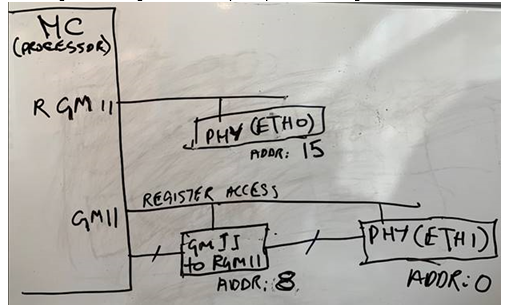 MC
(PROCESSOR)
RGMII
PHY (ETH0)
ADDR: 15
REGISTER ACCESS
GMII
GMII
to RGMII
ADDR: 8
PHY (ETH1)
ADDR: 0